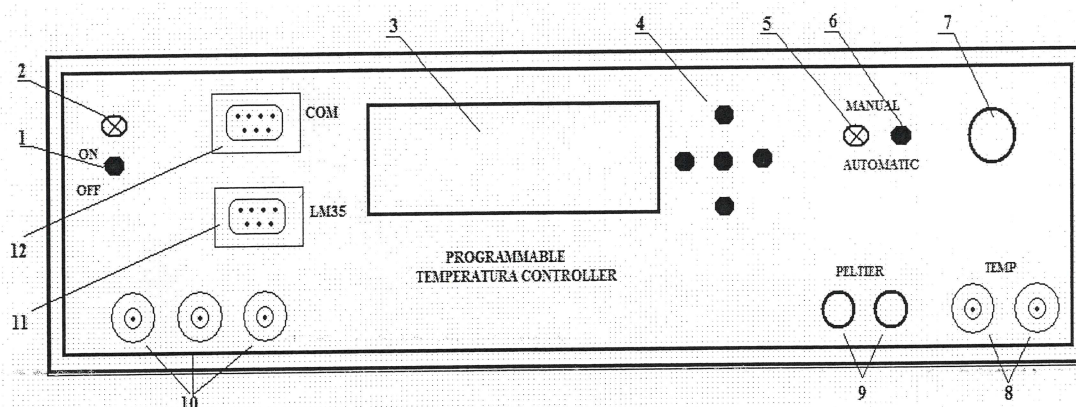 3
4
5
6
7
2
1
ON
OFF
COM
LM35
12
11
10
MANUAL
AUTOMATIC
PROGRAMMABLE
TEMPERATURA CONTROLLER
PELTIER
TEMP
9
8